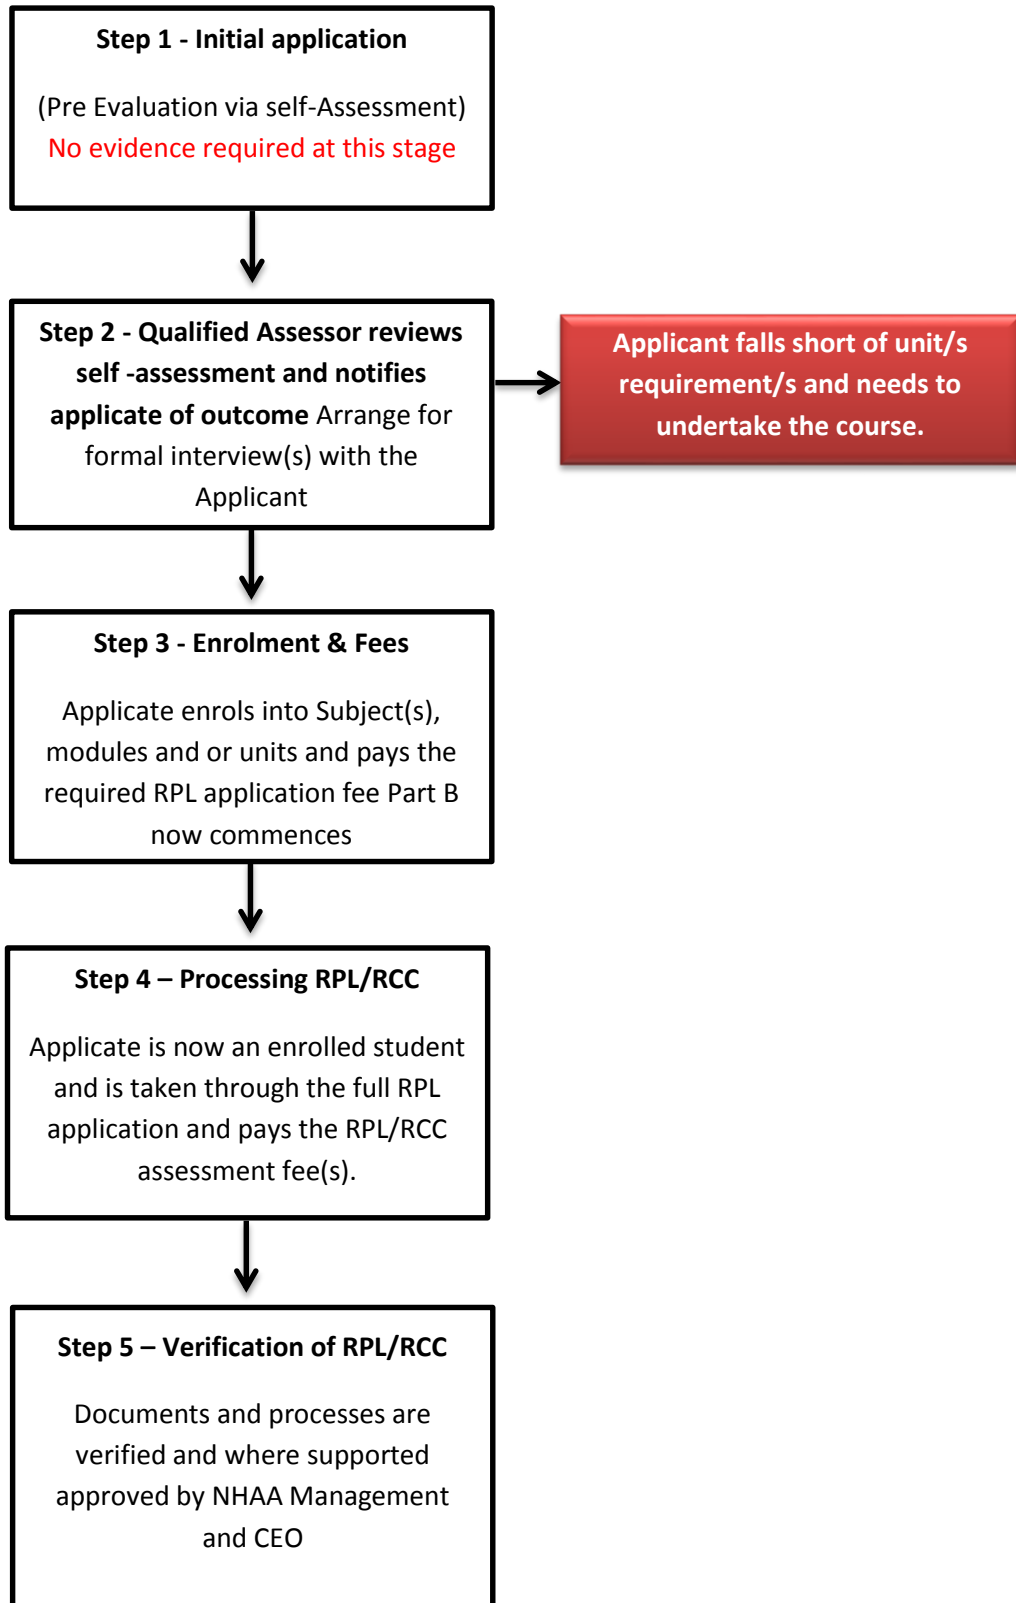 Step 1 - Initial application
(Pre Evaluation via self-Assessment)
No evidence required at this stage
Step 2 - Qualified Assessor reviews
self -assessment and notifies
applicate of outcome Arrange for
formal interview(s) with the
Applicant
Applicant falls short of unit/s
requirement/s and needs to
undertake the course.
Step 3 - Enrolment & Fees
Applicate enrols into Subject(s),
modules and or units and pays the
required RPL application fee Part B
now commences
Step 4 – Processing RPL/RCC
Applicate is now an enrolled student
and is taken through the full RPL
application and pays the RPL/RCC
assessment fee(s).
Step 5 – Verification of RPL/RCC
Documents and processes are
verified and where supported
approved by NHAA Management
and CEO